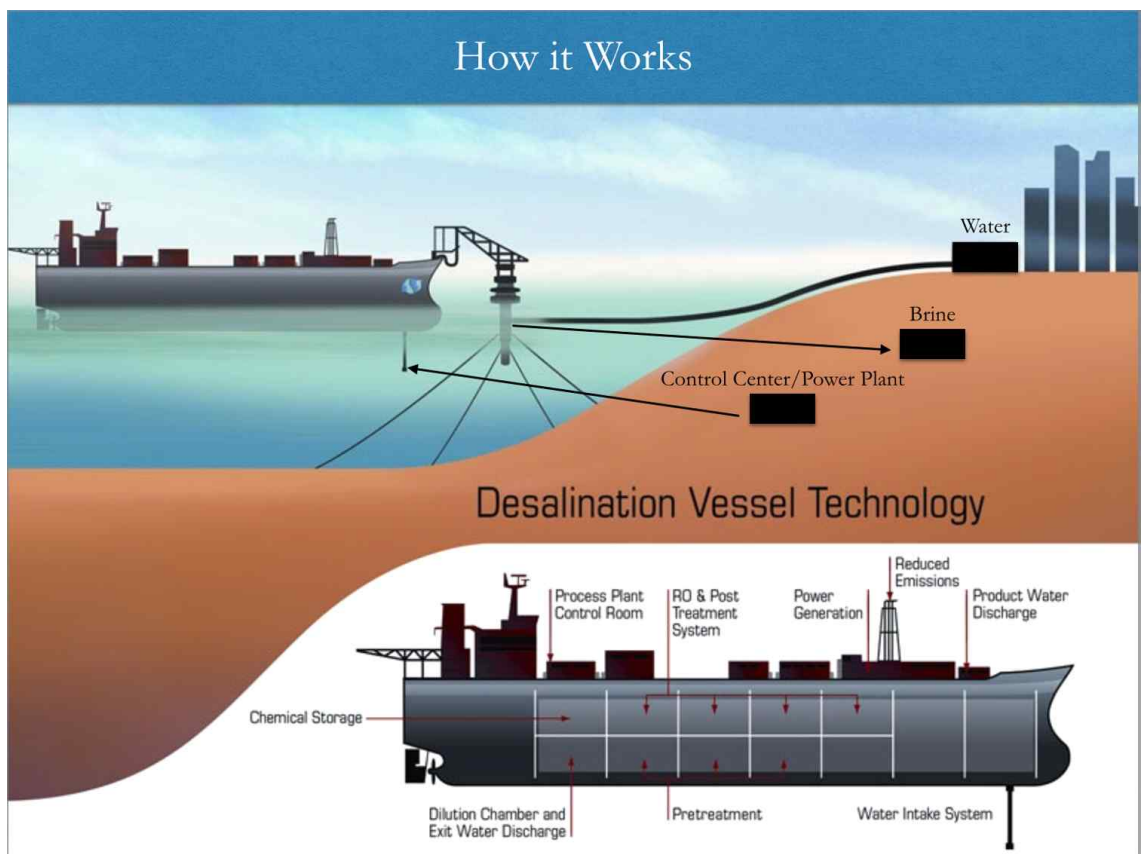 How it Works
Water
Brine
Control Center/Power Plant
Desalination Vessel Technology
Reduced
Emissions
Process Plant
Control Room
RO & Post
Treatment
System
Power
Generation
Product Water
Discharge
Chemical Storage
Dilution Chamber and
Exit Water Discharge
Pretreatment
Water Intake System